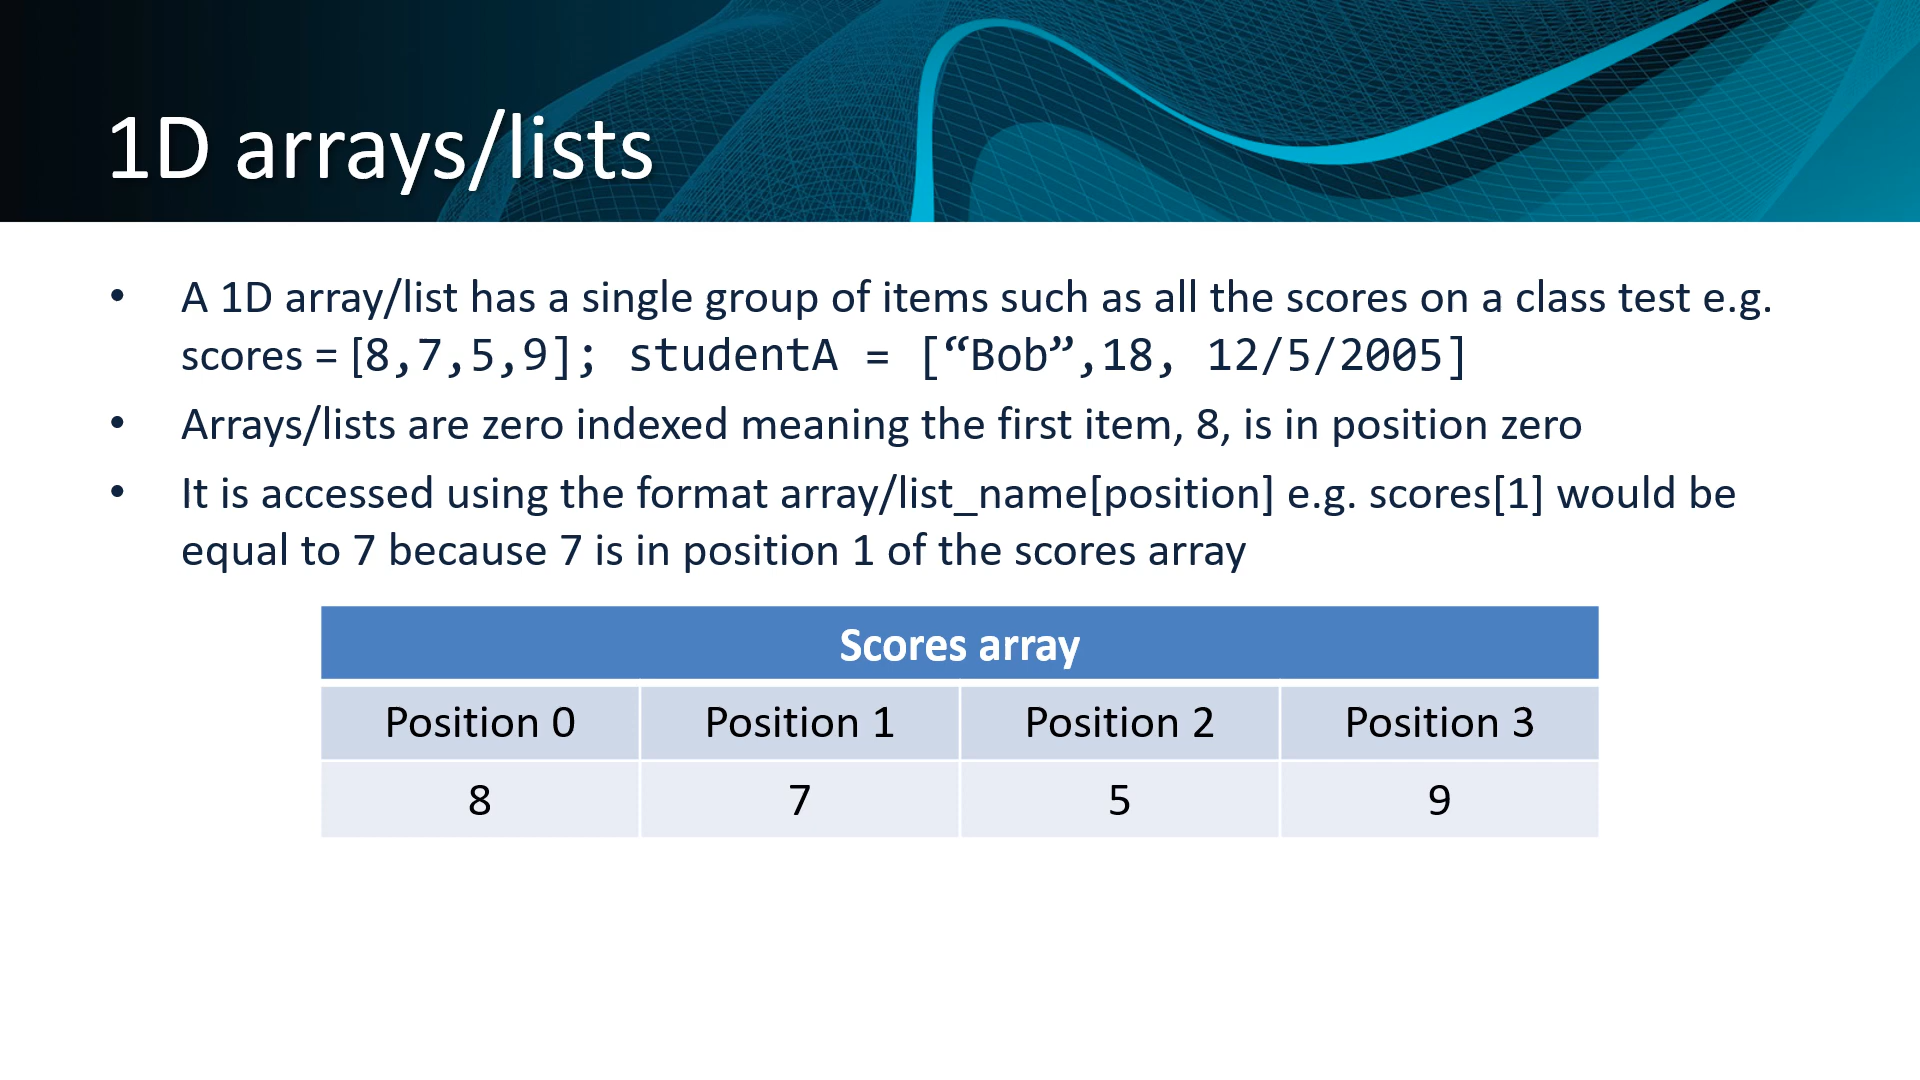 1D arrays/lists
• A 1D array/list has a single group of items such as all the scores on a class test e.g.
scores = [8,7,5,9]; studentA = [“Bob”,18, 12/5/2005]
• Arrays/lists are zero indexed meaning the first item, 8, is in position zero
• It is accessed using the format array/list_name[position] e.g. scores[1] would be
equal to 7 because 7 is in position 1 of the scores array
Scores array
Position 0 Position 1 Position 2 Position 3
8 7 5 9